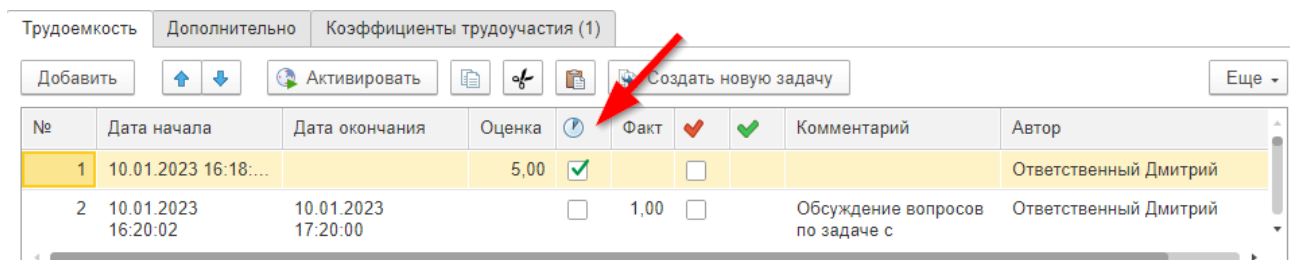 Трудоемкость Дополнительно Коэффициенты трудоучастия (1)
Добавить Активировать Создать новую задачу Еще
№ Дата начала Дата окончания Оценка Факт Комментарий Автор
1 10.01.2023 16:18:... 5,00 Ответственный Дмитрий
2 10.01.2023 10.01.2023 1,00 Обсуждение вопросов Ответственный Дмитрий
16:20:02 17:20:00 по задаче с